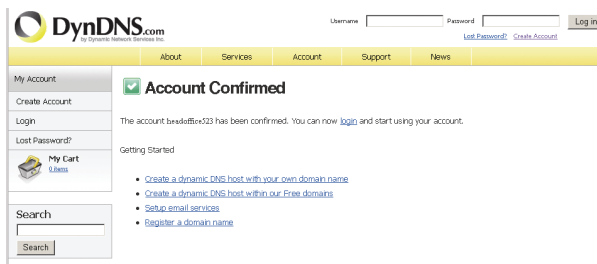 DynDNS.com
by Dynamic Network Services Inc.
Username
Password
Log in
Lost Password? Create Account
About Services Account Support News
My Account
Create Account
Login
Lost Password?
My Cart
0 items
Search
Search
Account Confirmed
The account headoffice523 has been confirmed. You can now login and start using your account.
Getting Started
Create a dynamic DNS host with your own domain name
Create a dynamic DNS host within our Free domains
Setup email services
Register a domain name